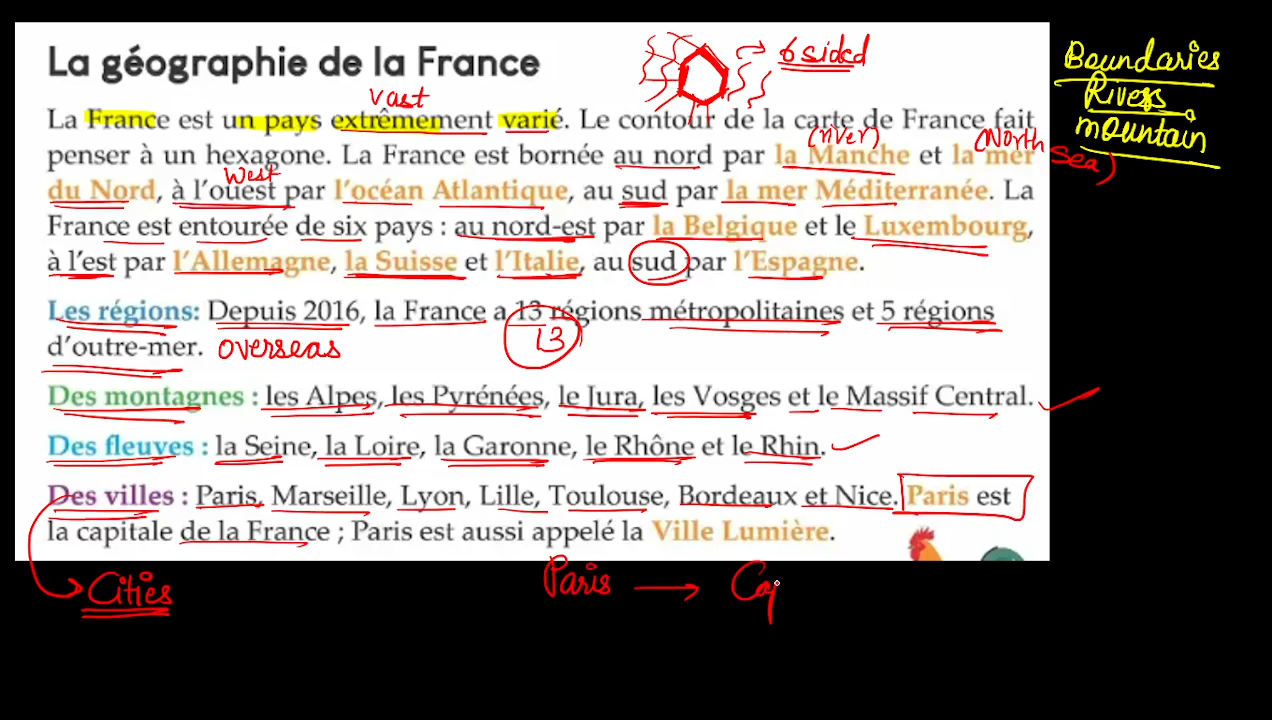 La géographie de la France
6 sided
Boundaries
Rivers
mountain
vast
La France est un pays extrêmement varié. Le contour de la carte de France fait
(river)
(North Sea)
penser à un hexagone. La France est bornée au nord par la Manche et la mer
West
du Nord, à l'ouest par l'océan Atlantique, au sud par la mer Méditerranée. La
France est entourée de six pays : au nord-est par la Belgique et le Luxembourg,
à l'est par l'Allemagne, la Suisse et l'Italie, au sud par l'Espagne.
Les régions: Depuis 2016, la France a 13 régions métropolitaines et 5 régions
d'outre-mer. overseas
13
Des montagnes : les Alpes, les Pyrénées, le Jura, les Vosges et le Massif Central.
Des fleuves : la Seine, la Loire, la Garonne, le Rhône et le Rhin.
Des villes : Paris, Marseille, Lyon, Lille, Toulouse, Bordeaux et Nice. Paris est
la capitale de la France ; Paris est aussi appelé la Ville Lumière.
Cities
Paris → Cap